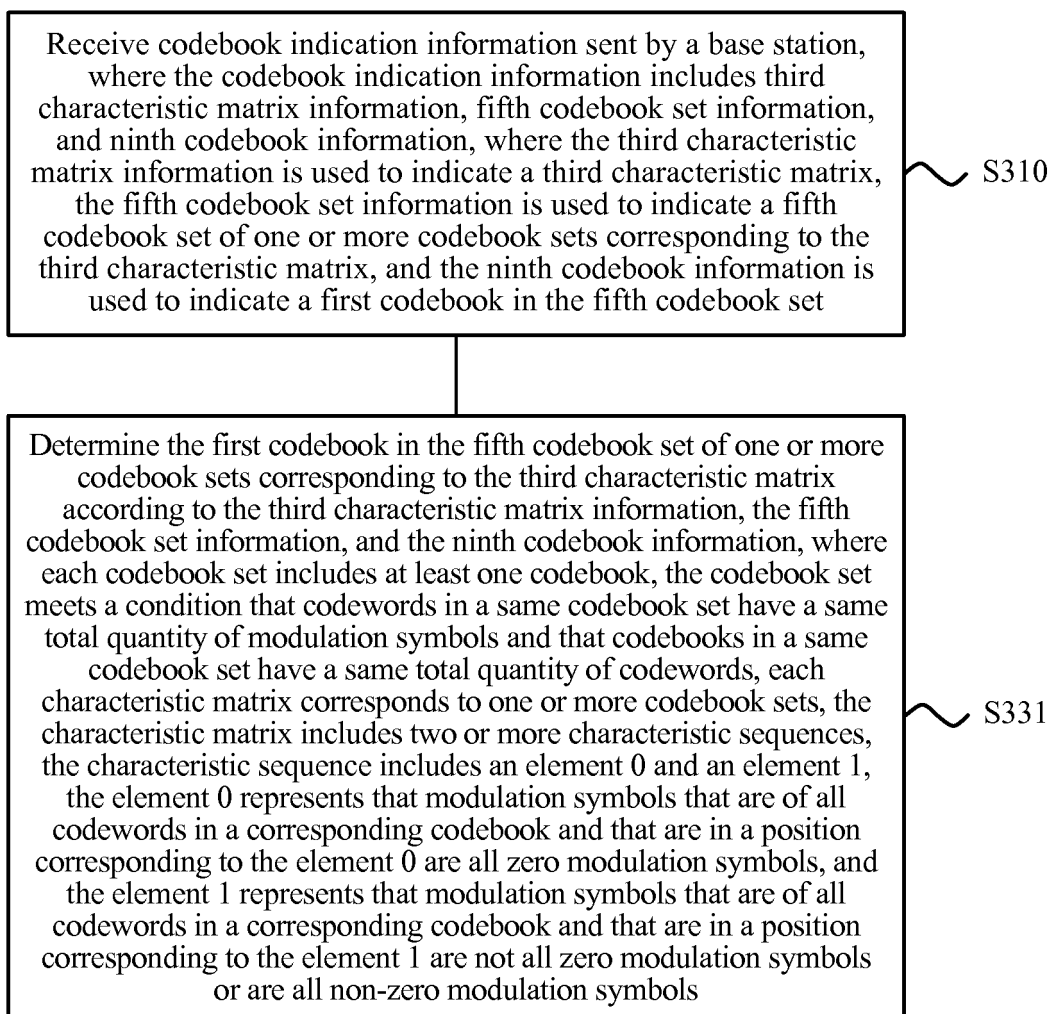 Receive codebook indication information sent by a base station,
where the codebook indication information includes third
characteristic matrix information, fifth codebook set information,
and ninth codebook information, where the third characteristic
matrix information is used to indicate a third characteristic matrix,
the fifth codebook set information is used to indicate a fifth
codebook set of one or more codebook sets corresponding to the
third characteristic matrix, and the ninth codebook information is
used to indicate a first codebook in the fifth codebook set
S310
Determine the first codebook in the fifth codebook set of one or more
codebook sets corresponding to the third characteristic matrix
according to the third characteristic matrix information, the fifth
codebook set information, and the ninth codebook information, where
each codebook set includes at least one codebook, the codebook set
meets a condition that codewords in a same codebook set have a same
total quantity of modulation symbols and that codebooks in a same
codebook set have a same total quantity of codewords, each
characteristic matrix corresponds to one or more codebook sets, the
characteristic matrix includes two or more characteristic sequences,
the characteristic sequence includes an element 0 and an element 1,
the element 0 represents that modulation symbols that are of all
codewords in a corresponding codebook and that are in a position
corresponding to the element 0 are all zero modulation symbols, and
the element 1 represents that modulation symbols that are of all
codewords in a corresponding codebook and that are in a position
corresponding to the element 1 are not all zero modulation symbols
or are all non-zero modulation symbols
S331